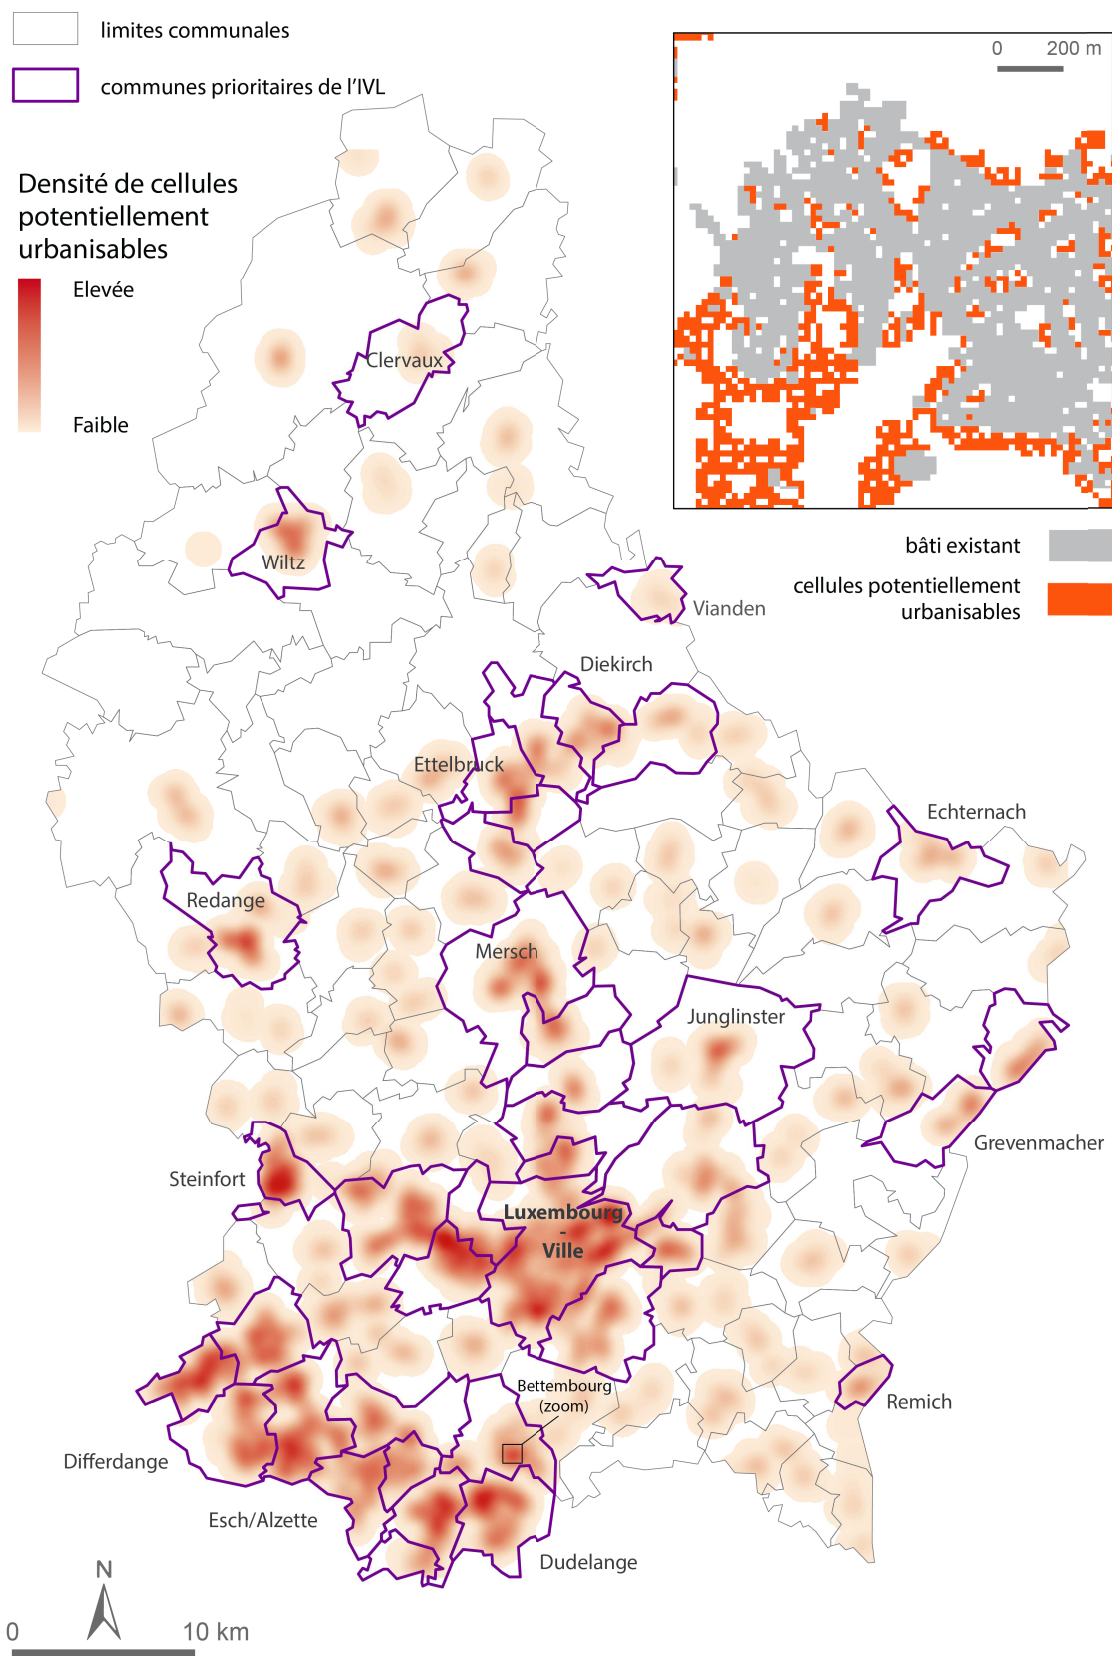 limites communales
communes prioritaires de l'IVL
Densité de cellules
potentiellement
urbanisables
Elevée
Faible
0 200 m
bâti existant
cellules potentiellement
urbanisables
Clervaux
Wiltz
Vianden
Diekirch
Ettelbruck
Echternach
Redange
Mersch
Junglinster
Grevenmacher
Steinfort
Luxembourg
-
Ville
Bettembourg
(zoom)
Remich
Differdange
Esch/Alzette
Dudelange
N
0 10 km